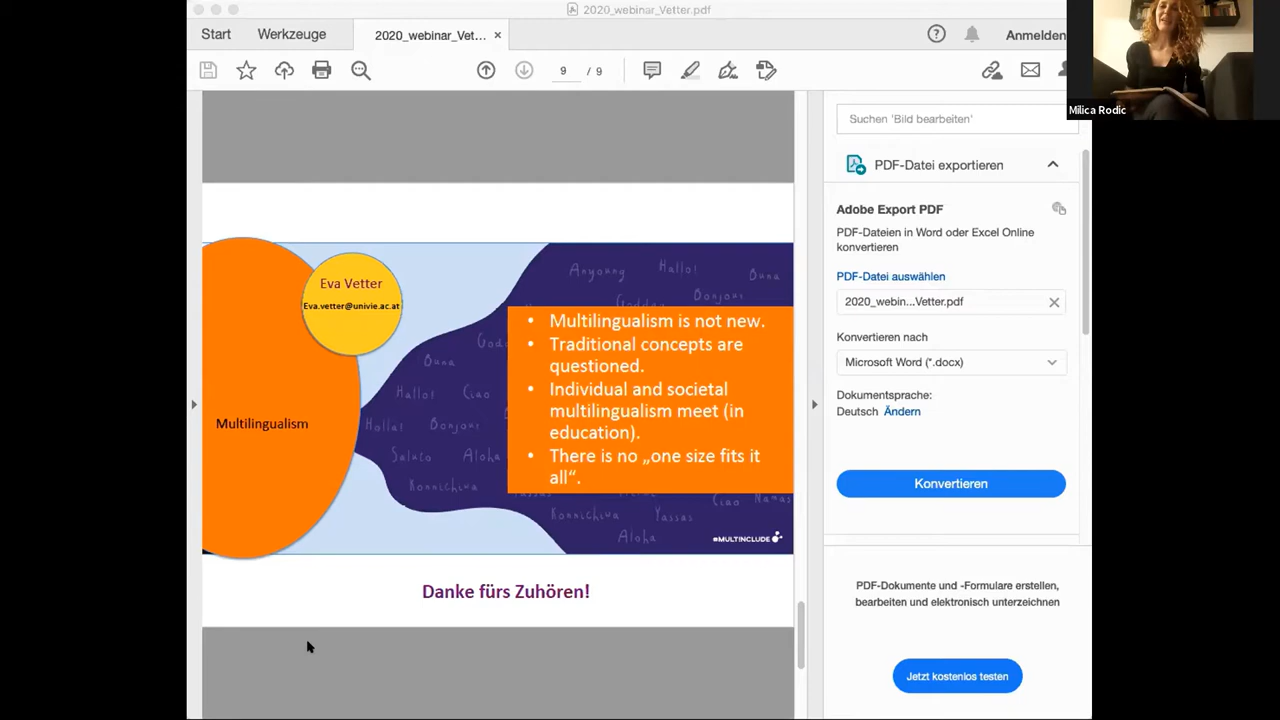 2020_webinar_Vetter.pdf
Start
Werkzeuge
2020_webinar_Vet...
Anmelden
9 / 9
Milica Rodic
Suchen 'Bild bearbeiten'
PDF-Datei exportieren
Adobe Export PDF
PDF-Dateien in Word oder Excel Online
konvertieren
PDF-Datei auswählen
2020_webin...Vetter.pdf
Konvertieren nach
Microsoft Word (*.docx)
Dokumentsprache:
Deutsch Ändern
Konvertieren
PDF-Dokumente und -Formulare erstellen,
bearbeiten und elektronisch unterzeichnen
Jetzt kostenlos testen
Eva Vetter
Eva.vetter@univie.ac.at
Multilingualism
Anyoung
Hallo!
Buna
Bonjour
Buna
Hallo!
Ciao
Hallo!
Bonjour
Aloha
Konnichiwa
• Multilingualism is not new.
• Traditional concepts are
questioned.
• Individual and societal
multilingualism meet (in
education).
• There is no „one size fits it
all“.
Ciao
Namas
Konnichiwa
Yassas
Aloha
#MULTINCLUDE
Danke fürs Zuhören!